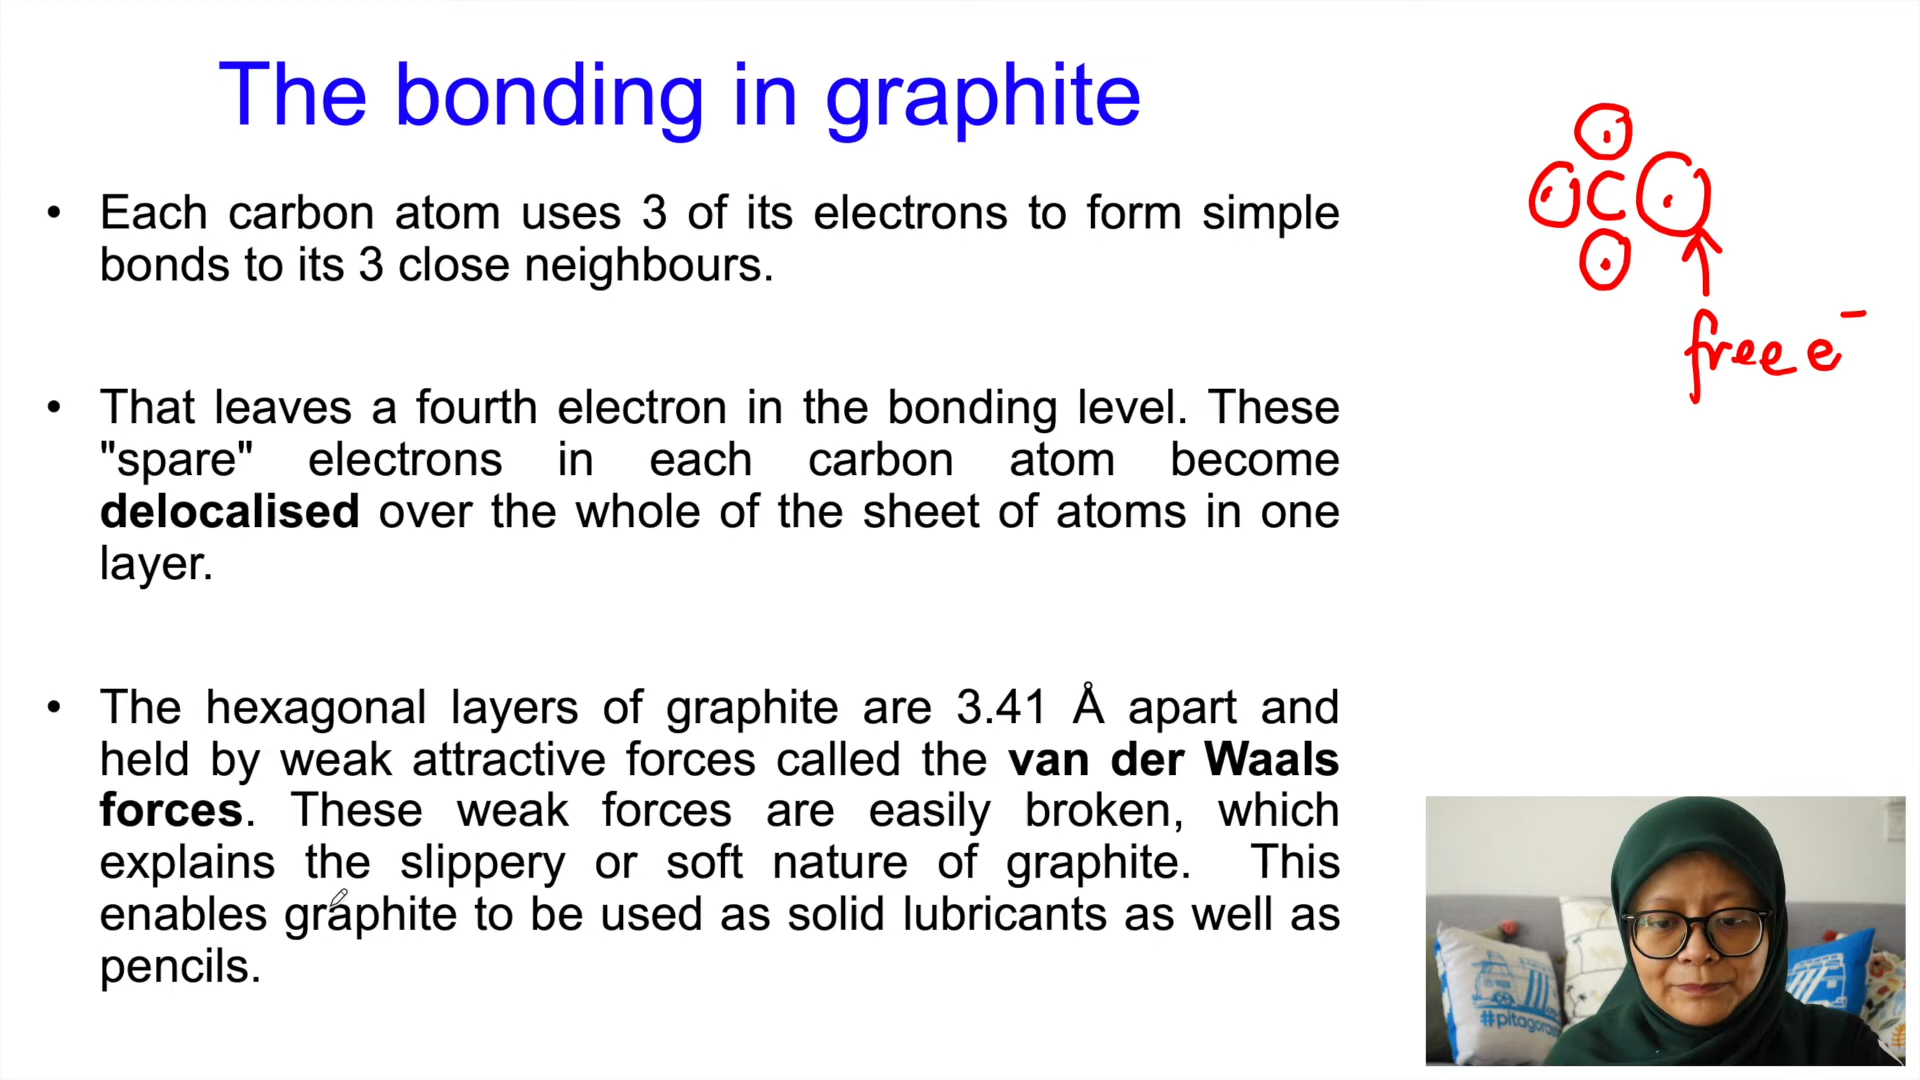 The bonding in graphite
• Each carbon atom uses 3 of its electrons to form simple
bonds to its 3 close neighbours.
• That leaves a fourth electron in the bonding level. These
"spare" electrons in each carbon atom become
delocalised over the whole of the sheet of atoms in one
layer.
• The hexagonal layers of graphite are 3.41 Å apart and
held by weak attractive forces called the van der Waals
forces. These weak forces are easily broken, which
explains the slippery or soft nature of graphite. This
enables graphite to be used as solid lubricants as well as
pencils.
C
free e⁻